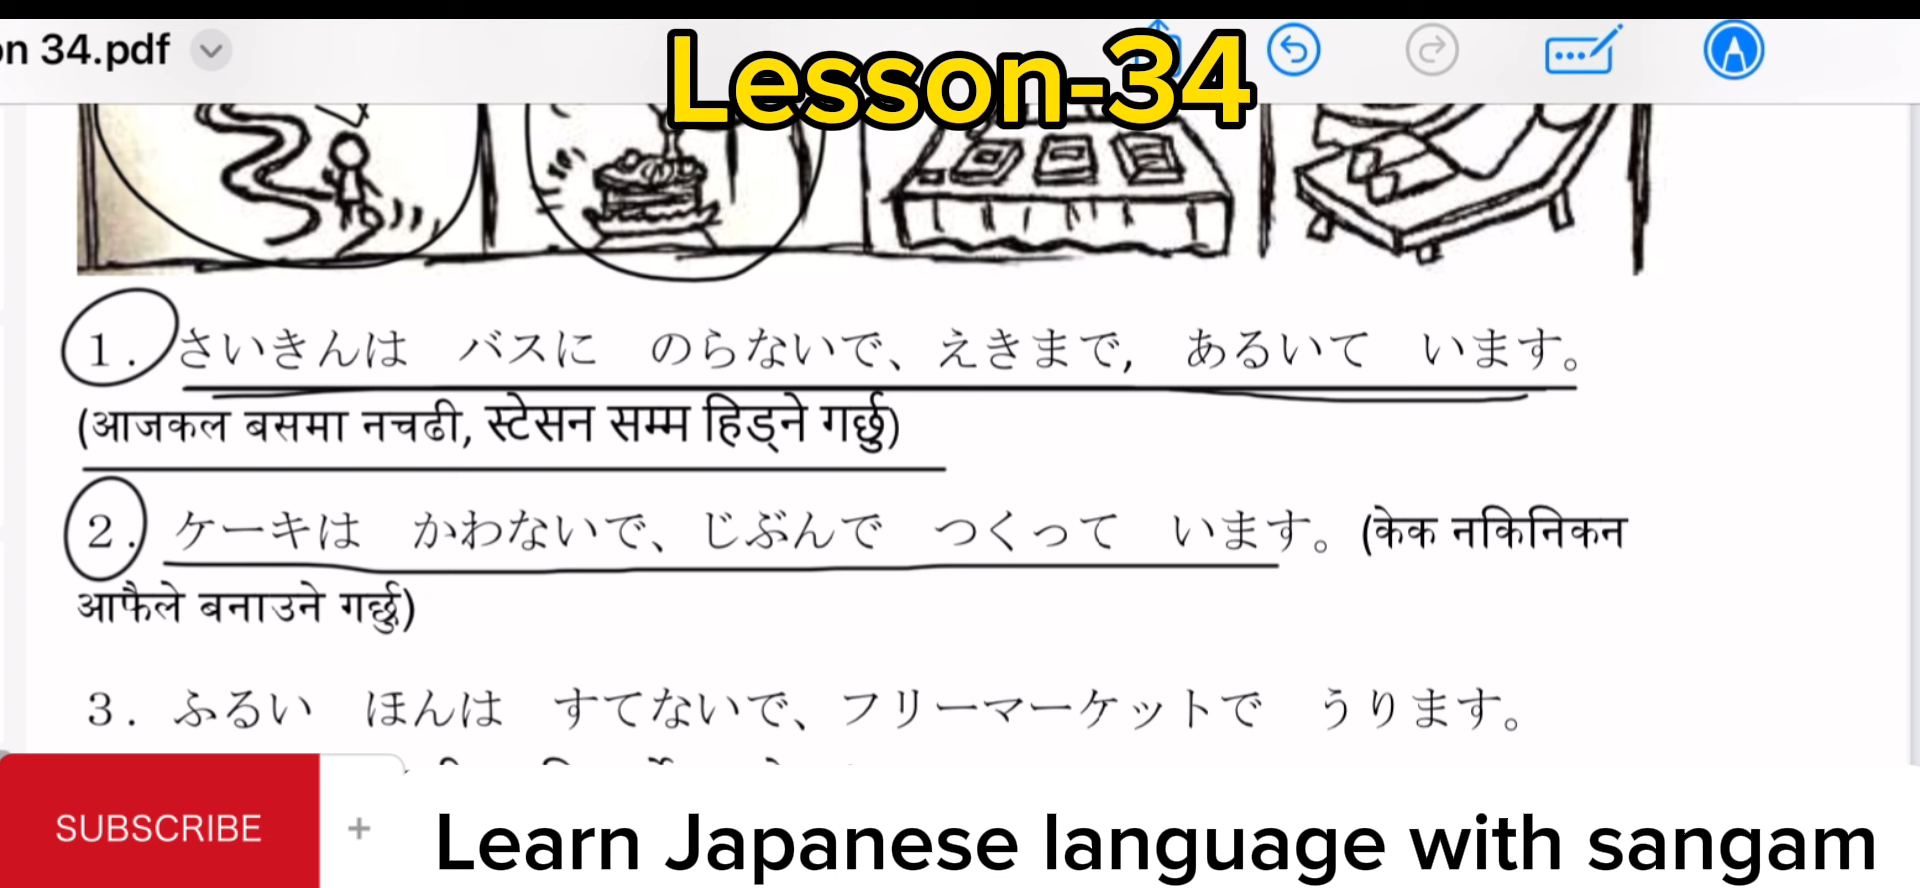 n 34.pdf
Lesson-34
1. さいきんは　バスに　のらないで、えきまで,　あるいて　います。
(आजकल बसमा नचढी, स्टेसन सम्म हिड्ने गर्छु)
2. ケーキは　かわないで、じぶんで　つくって　います。(केक नकिनिकन
आफैले बनाउने गर्छु)
3. ふるい　ほんは　すてないで、フリーマーケットで　うります。
SUBSCRIBE +
Learn Japanese language with sangam